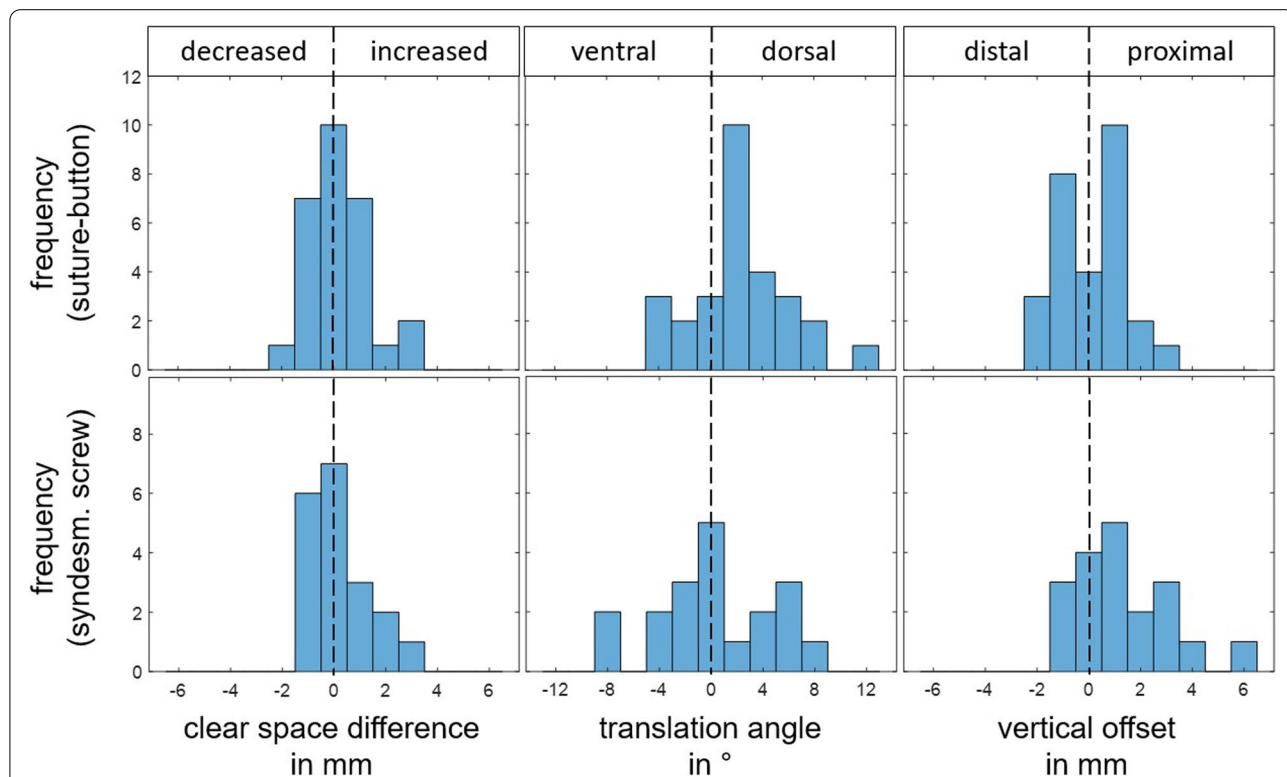 decreased increased ventral dorsal distal proximal
12
10
8
6
4
2
0
frequency
(suture-button)
8
6
4
2
0
frequency
(syndesm. screw)
-6 -4 -2 0 2 4 6 -12 -8 -4 0 4 8 12 -6 -4 -2 0 2 4 6
clear space difference
in mm
translation angle
in °
vertical offset
in mm